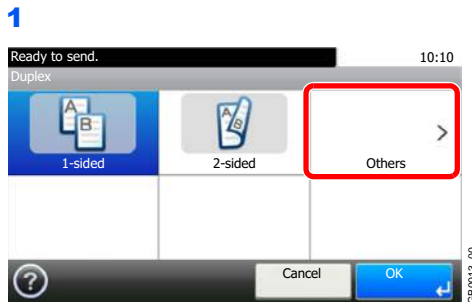 1
Ready to send.
10:10
Duplex
A
B
A
B
1-sided
2-sided
Others
?
Cancel
OK